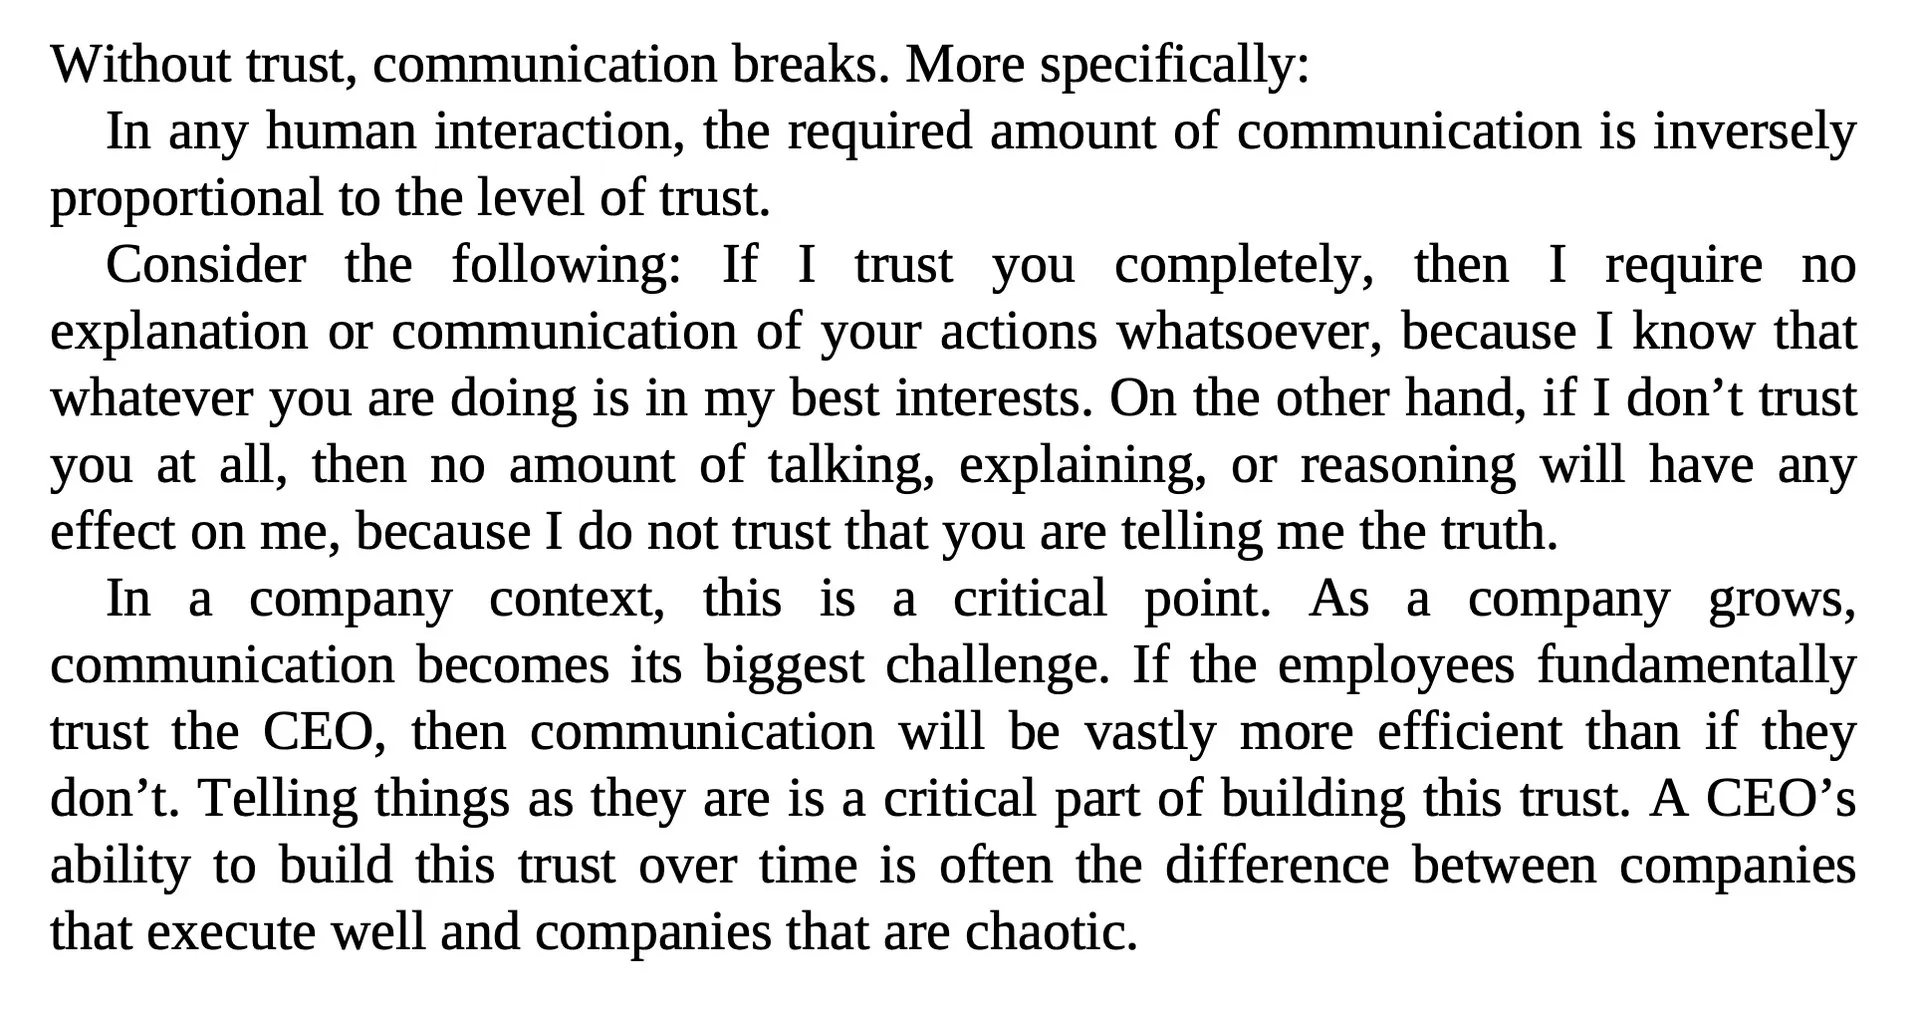 Without trust, communication breaks. More specifically:
In any human interaction, the required amount of communication is inversely
proportional to the level of trust.
Consider the following: If I trust you completely, then I require no
explanation or communication of your actions whatsoever, because I know that
whatever you are doing is in my best interests. On the other hand, if I don’t trust
you at all, then no amount of talking, explaining, or reasoning will have any
effect on me, because I do not trust that you are telling me the truth.
In a company context, this is a critical point. As a company grows,
communication becomes its biggest challenge. If the employees fundamentally
trust the CEO, then communication will be vastly more efficient than if they
don’t. Telling things as they are is a critical part of building this trust. A CEO’s
ability to build this trust over time is often the difference between companies
that execute well and companies that are chaotic.